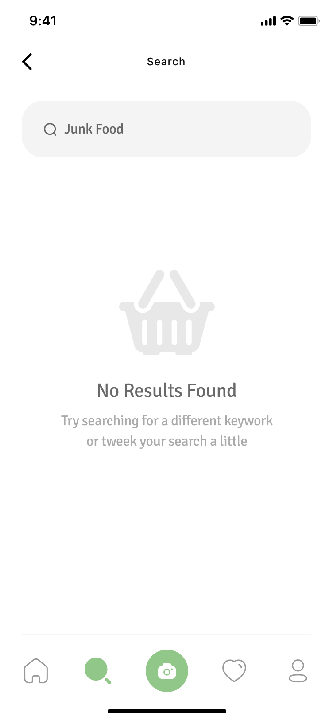 9:41
Search
Junk Food
No Results Found
Try searching for a different keywork
or tweek your search a little